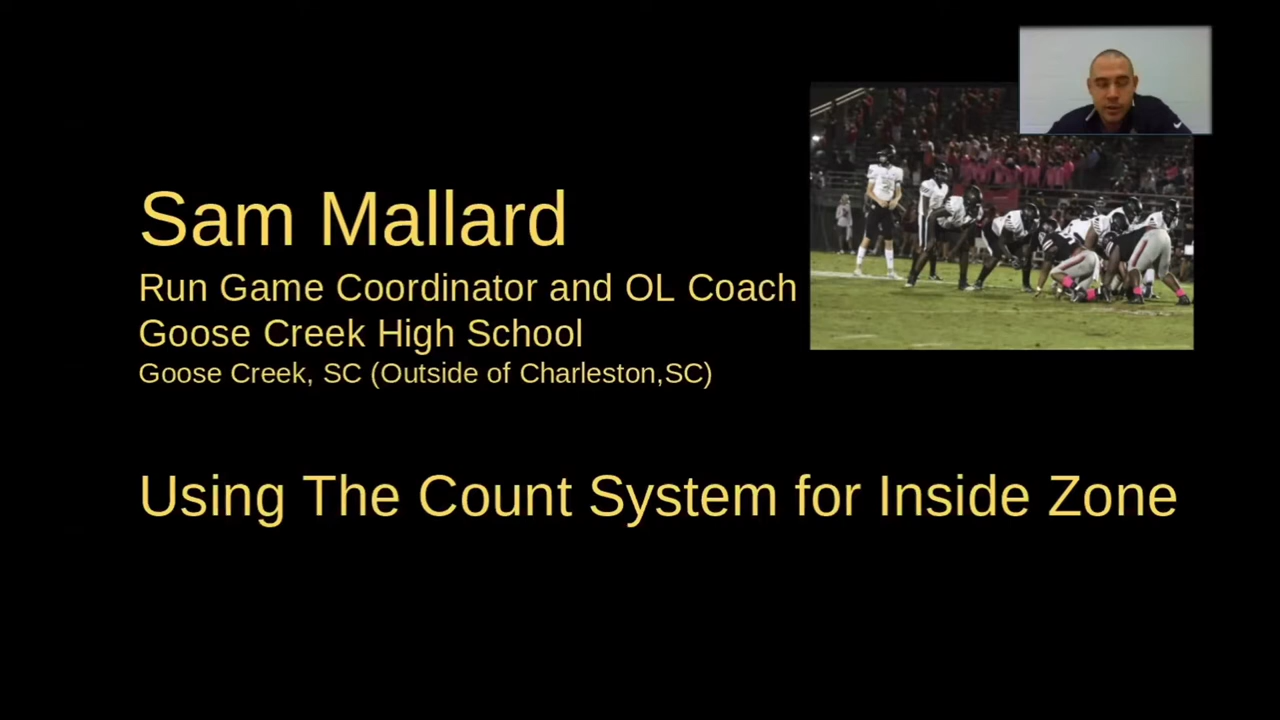 Sam Mallard
Run Game Coordinator and OL Coach
Goose Creek High School
Goose Creek, SC (Outside of Charleston,SC)
Using The Count System for Inside Zone